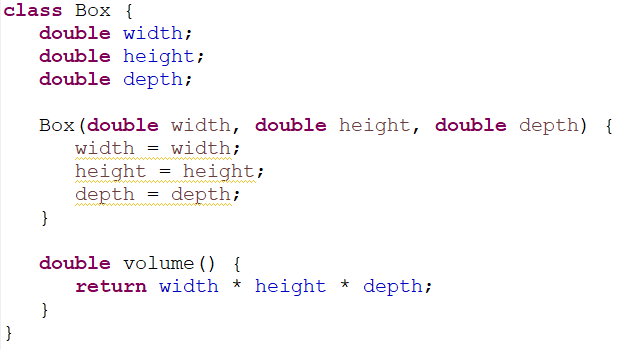 class Box {
   double width;
   double height;
   double depth;

   Box(double width, double height, double depth) {
      width = width;
      height = height;
      depth = depth;
   }

   double volume() {
      return width * height * depth;
   }
}